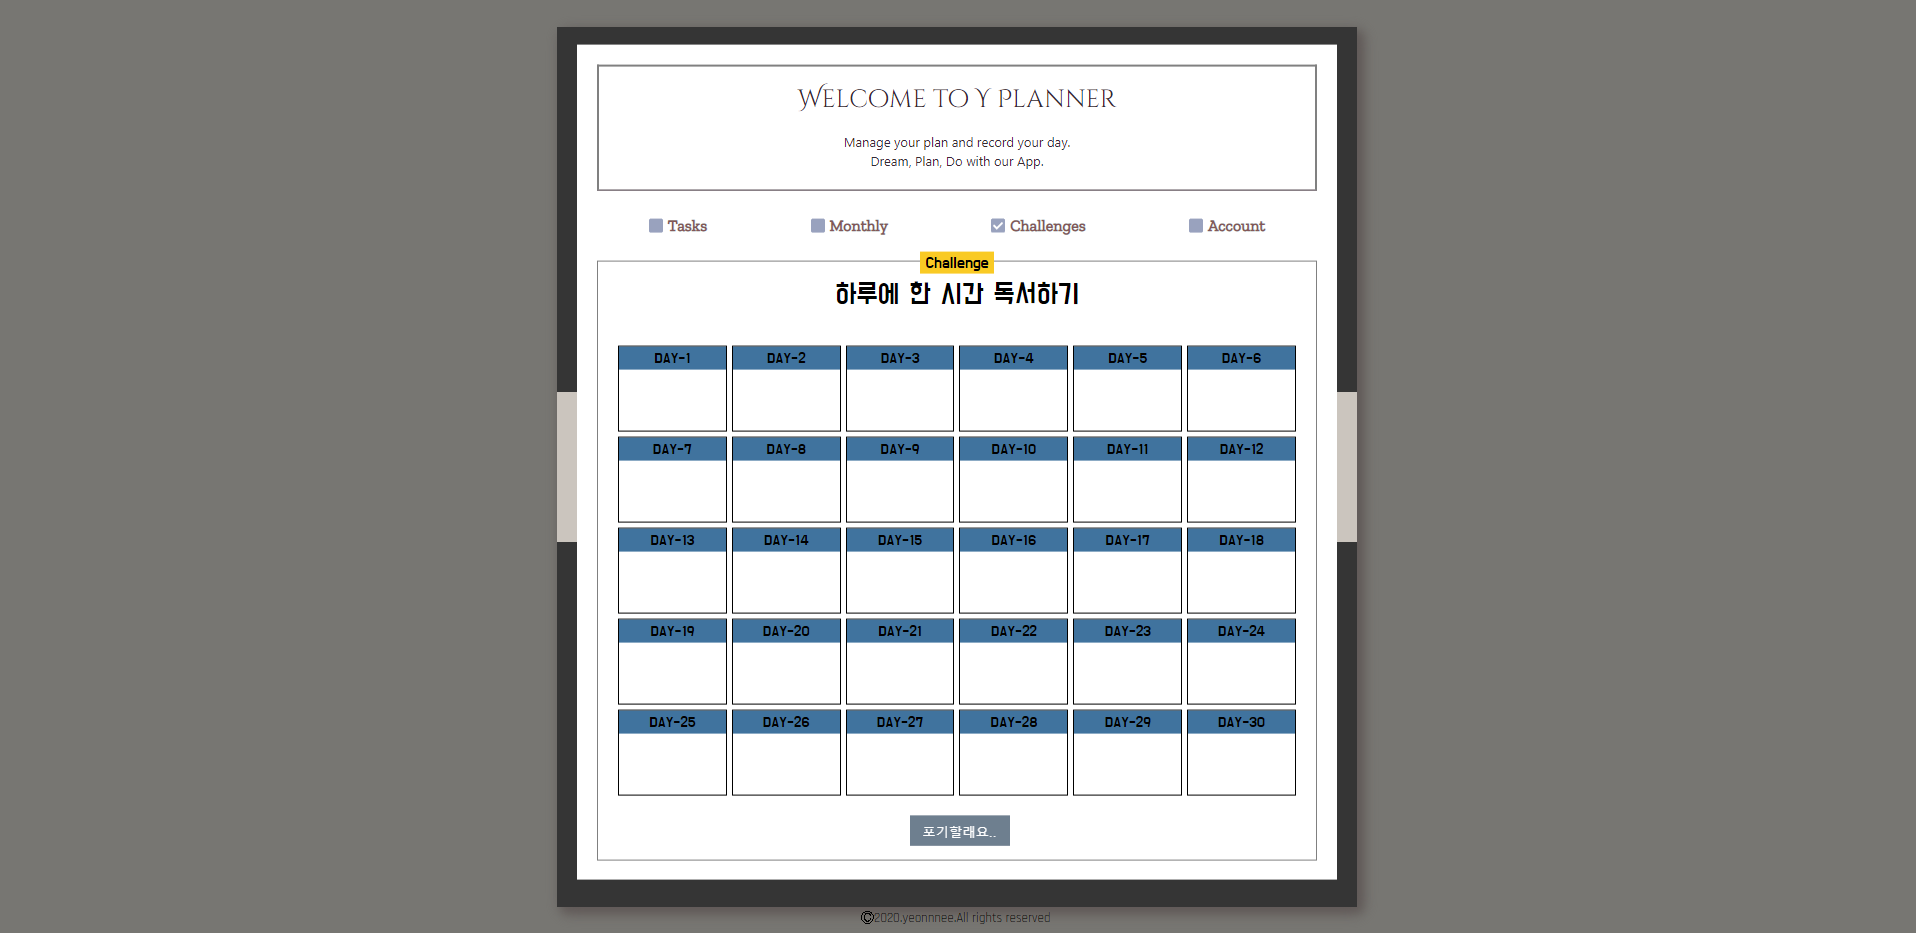 Welcome to Y Planner
Manage your plan and record your day.
Dream, Plan, Do with our App.
Tasks Monthly Challenges Account
Challenge
하루에 한 시간 독서하기
DAY-1 DAY-2 DAY-3 DAY-4 DAY-5 DAY-6
DAY-7 DAY-8 DAY-9 DAY-10 DAY-11 DAY-12
DAY-13 DAY-14 DAY-15 DAY-16 DAY-17 DAY-18
DAY-19 DAY-20 DAY-21 DAY-22 DAY-23 DAY-24
DAY-25 DAY-26 DAY-27 DAY-28 DAY-29 DAY-30
포기할래요..
©2020.yeonnnee.All rights reserved